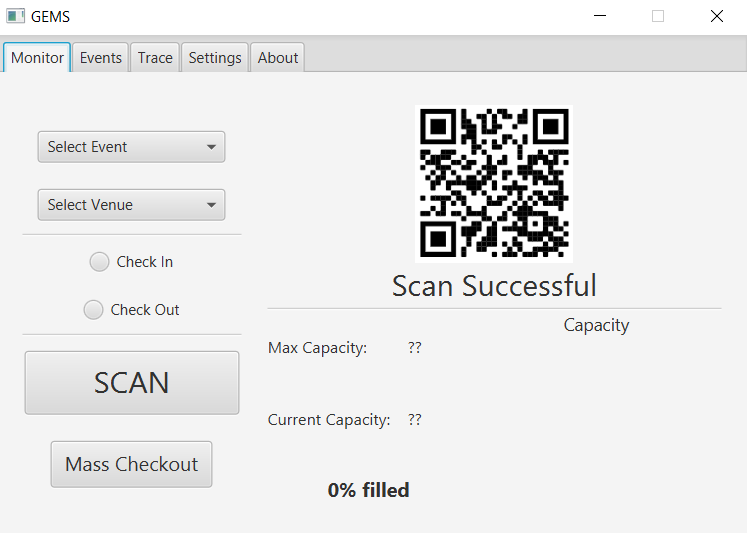 GEMS
Monitor Events Trace Settings About
Select Event
Select Venue
Check In
Check Out
SCAN
Mass Checkout
Scan Successful
Capacity
Max Capacity: ??
Current Capacity: ??
0% filled